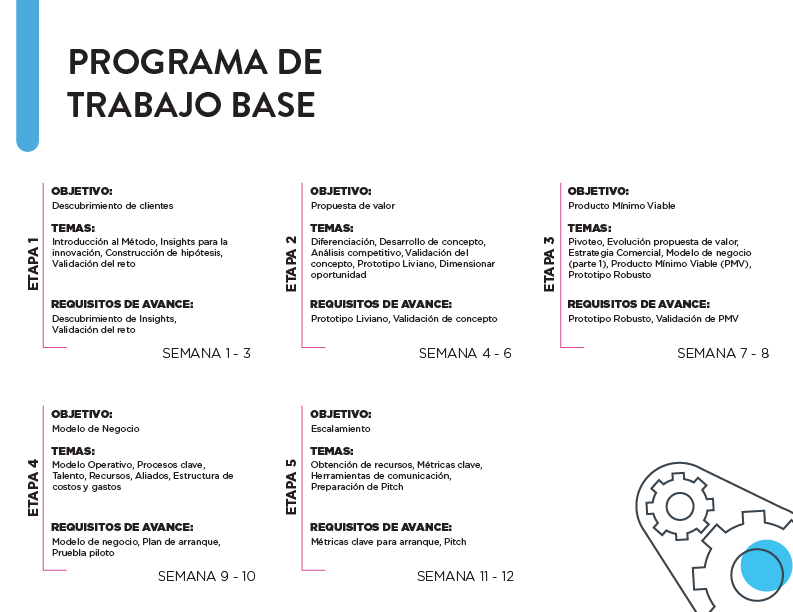 PROGRAMA DE
TRABAJO BASE
ETAPA 1
OBJETIVO:
Descubrimiento de clientes
TEMAS:
Introducción al Método, Insights para la
innovación, Construcción de hipótesis,
Validación del reto
REQUISITOS DE AVANCE:
Descubrimiento de Insights,
Validación del reto
SEMANA 1 - 3
ETAPA 2
OBJETIVO:
Propuesta de valor
TEMAS:
Diferenciación, Desarrollo de concepto,
Análisis competitivo, Validación del
concepto, Prototipo Liviano, Dimensionar
oportunidad
REQUISITOS DE AVANCE:
Prototipo Liviano, Validación de concepto
SEMANA 4 - 6
ETAPA 3
OBJETIVO:
Producto Mínimo Viable
TEMAS:
Pivoteo, Evolución propuesta de valor,
Estrategia Comercial, Modelo de negocio
(parte 1), Producto Mínimo Viable (PMV),
Prototipo Robusto
REQUISITOS DE AVANCE:
Prototipo Robusto, Validación de PMV
SEMANA 7 - 8
ETAPA 4
OBJETIVO:
Modelo de Negocio
TEMAS:
Modelo Operativo, Procesos clave,
Talento, Recursos, Aliados, Estructura de
costos y gastos
REQUISITOS DE AVANCE:
Modelo de negocio, Plan de arranque,
Pruebla piloto
SEMANA 9 - 10
ETAPA 5
OBJETIVO:
Escalamiento
TEMAS:
Obtención de recursos, Métricas clave,
Herramientas de comunicación,
Preparación de Pitch
REQUISITOS DE AVANCE:
Métricas clave para arranque, Pitch
SEMANA 11 - 12